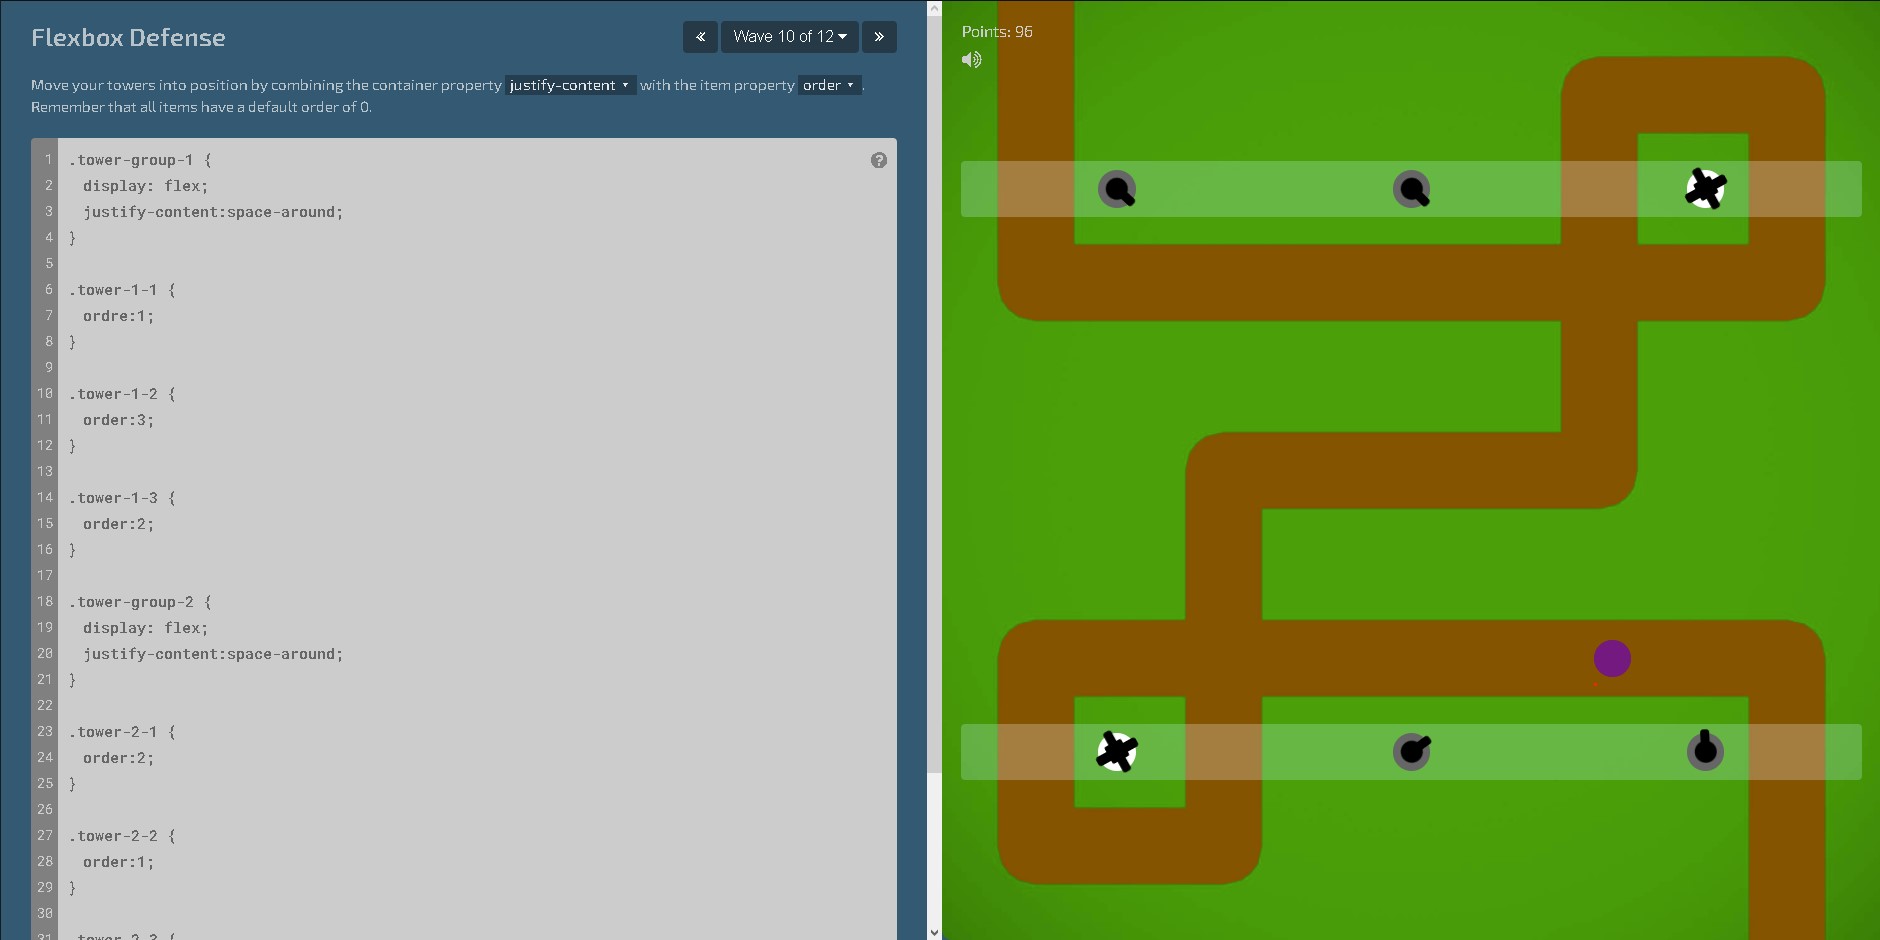 Flexbox Defense
« Wave 10 of 12 »
Move your towers into position by combining the container property justify-content with the item property order .
Remember that all items have a default order of 0.
1 .tower-group-1 {
2 display: flex;
3 justify-content:space-around;
4 }
5
6 .tower-1-1 {
7 ordre:1;
8 }
9
10 .tower-1-2 {
11 order:3;
12 }
13
14 .tower-1-3 {
15 order:2;
16 }
17
18 .tower-group-2 {
19 display: flex;
20 justify-content:space-around;
21 }
22
23 .tower-2-1 {
24 order:2;
25 }
26
27 .tower-2-2 {
28 order:1;
29 }
30
31 .tower-2-3 {
?
Points: 96